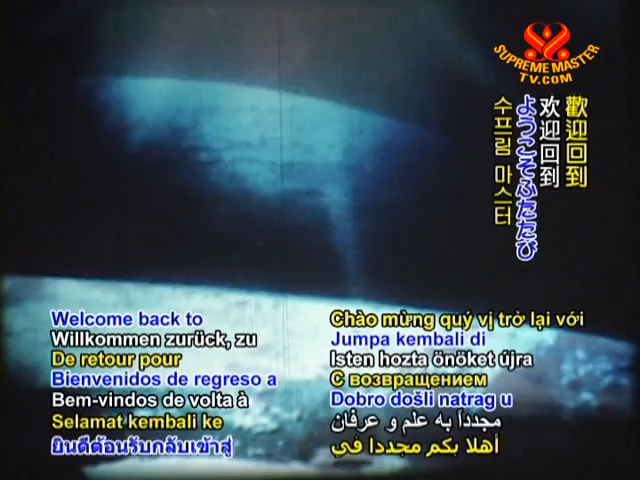 SUPREME MASTER
TV.COM
歡迎回到
欢迎回到
ようこそふたたび
수프림 마스터
Welcome back to
Willkommen zurück, zu
De retour pour
Bienvenidos de regreso a
Bem-vindos de volta à
Selamat kembali ke
ยินดีต้อนรับกลับเข้าสู่
Chào mừng quý vị trở lại với
Jumpa kembali di
Isten hozta önöket újra
С возвращением
Dobro došli natrag u
مجدداً به علم و عرفان
أهلا بكم مجددا في